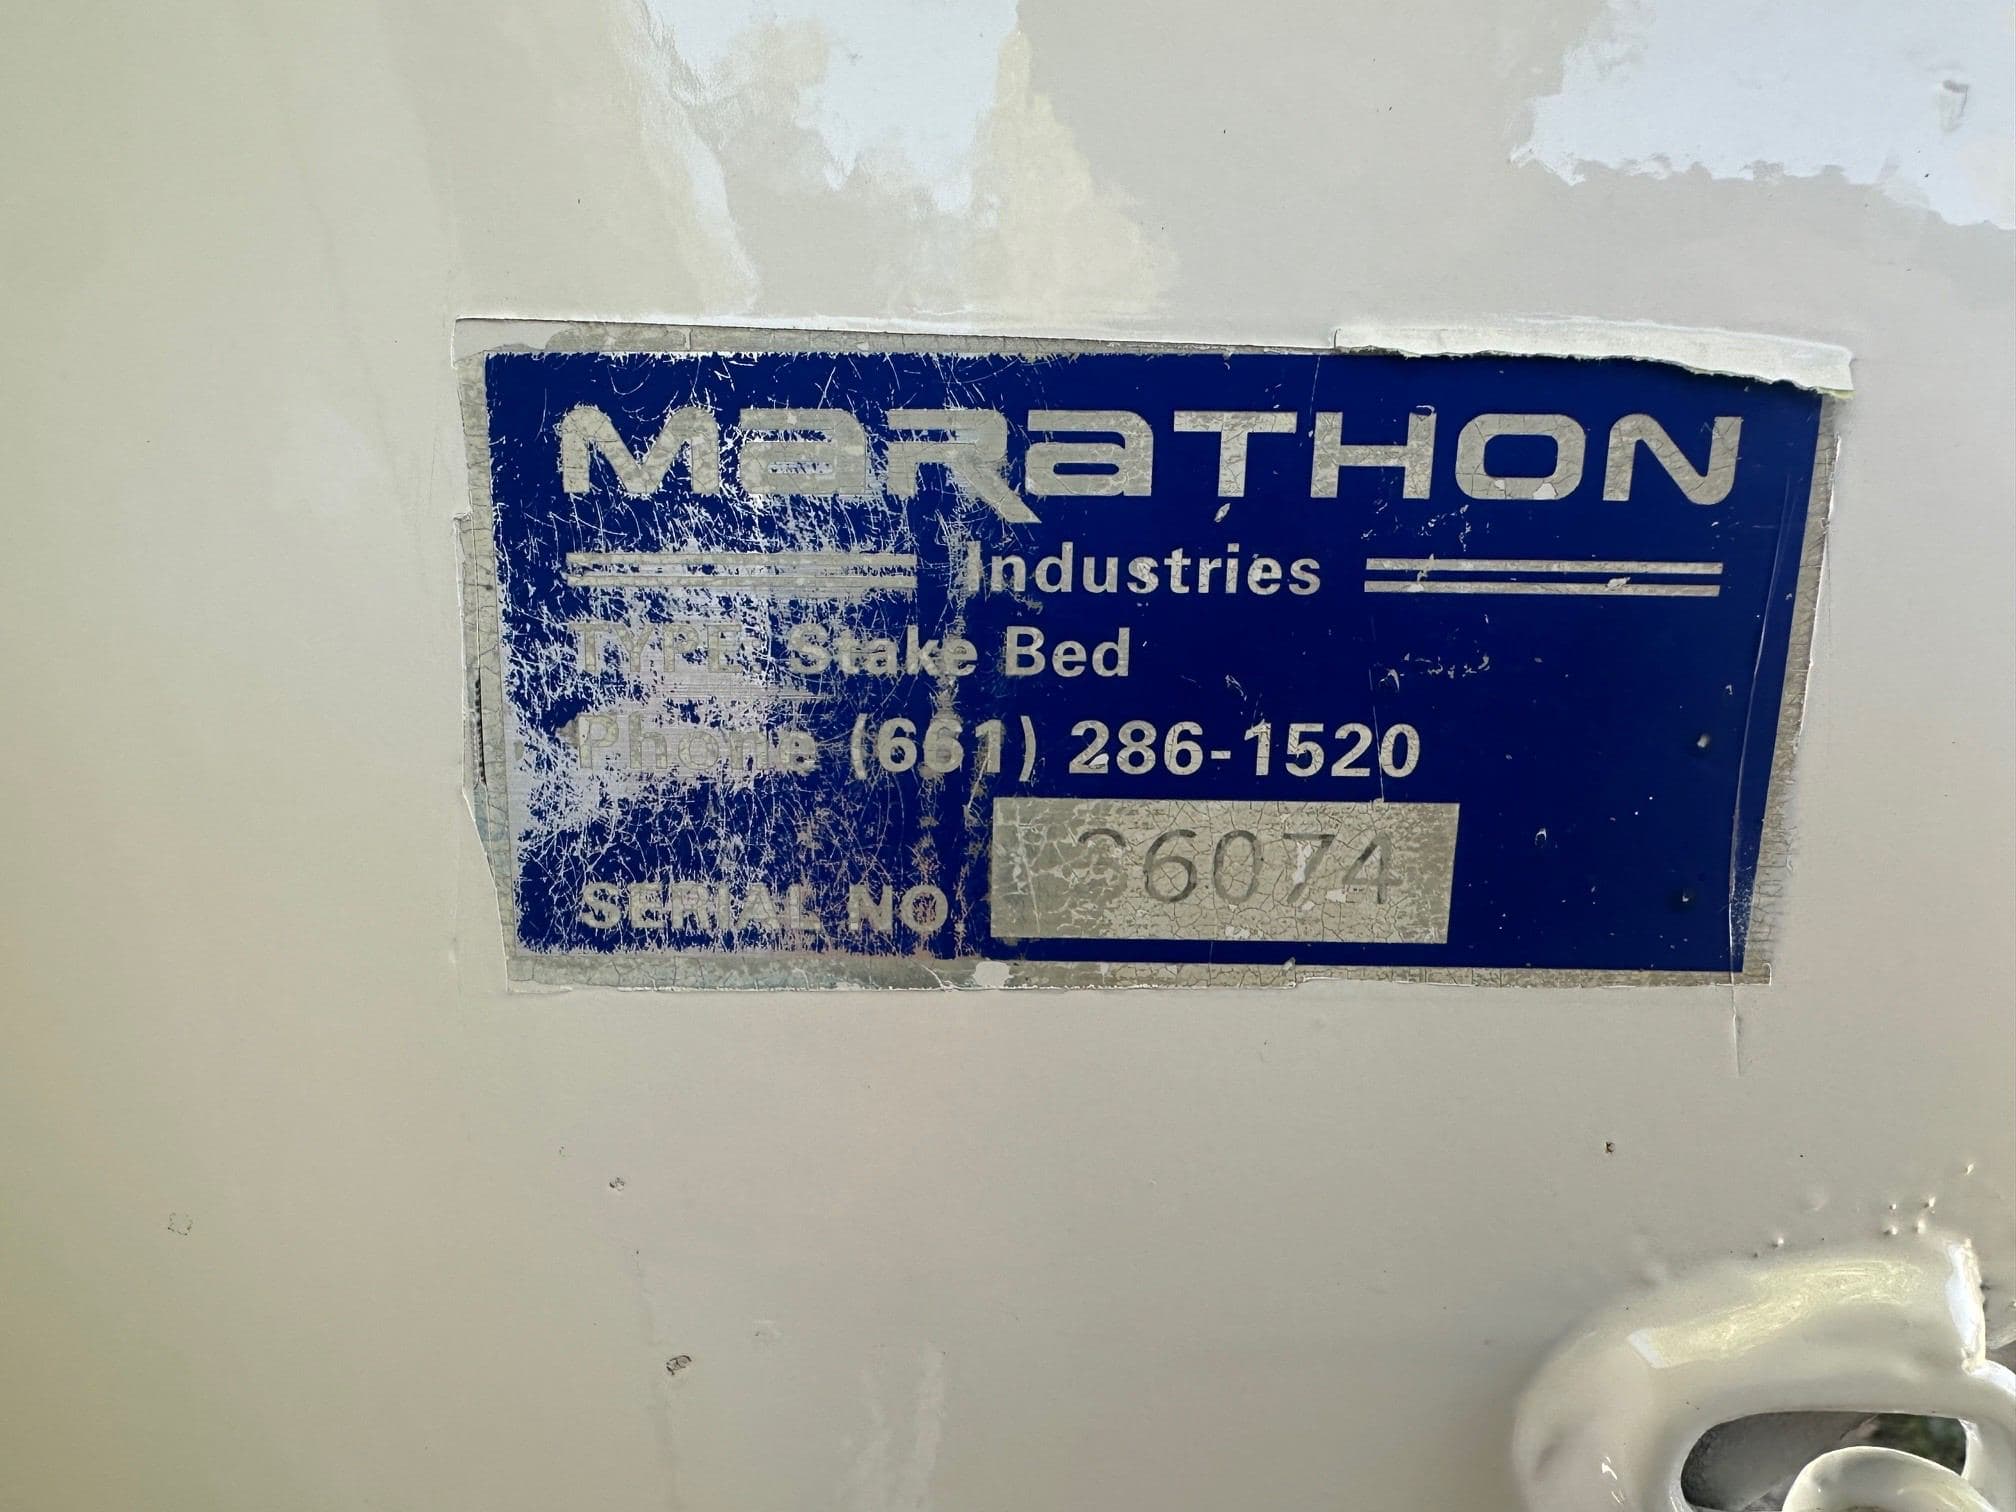 MaRaTHON
Industries
TYPE: Stake Bed
Phone (661) 286-1520
SERIAL NO